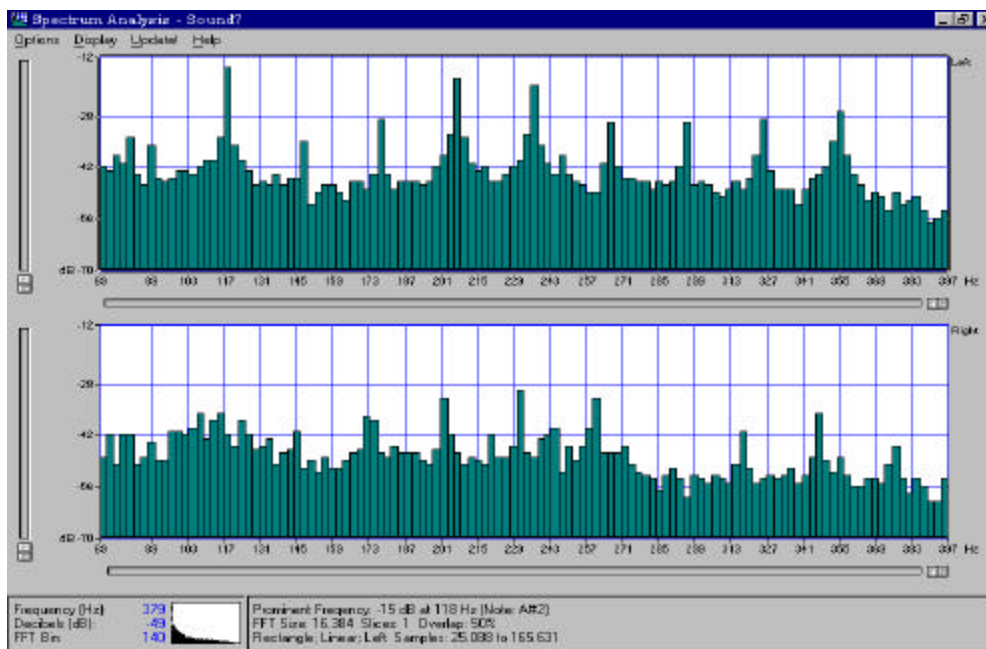 Spectrum Analysis - Sound7
Options Display Update! Help
-12
Left
-28
-42
-56
dB -70
69 89 103 117 131 145 159 173 187 201 215 229 243 257 271 285 299 313 327 341 355 369 383 397 Hz
-12
Right
-28
-42
-56
dB -70
69 89 103 117 131 145 159 173 187 201 215 229 243 257 271 285 299 313 327 341 355 369 383 397 Hz
Frequency (Hz): 379
Decibels (dB): -49
FFT Bin: 140
Prominent Freqency: -15 dB at 118 Hz (Note: A#2)
FFT Size: 16,384 Slices: 1 Overlap: 50%
Rectangle, Linear; Left Samples: 25,088 to 165,631